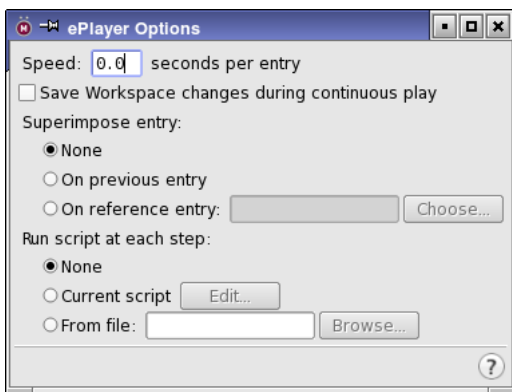 ePlayer Options
Speed: 0.0 seconds per entry
Save Workspace changes during continuous play
Superimpose entry:
None
On previous entry
On reference entry: Choose...
Run script at each step:
None
Current script Edit...
From file: Browse...
?